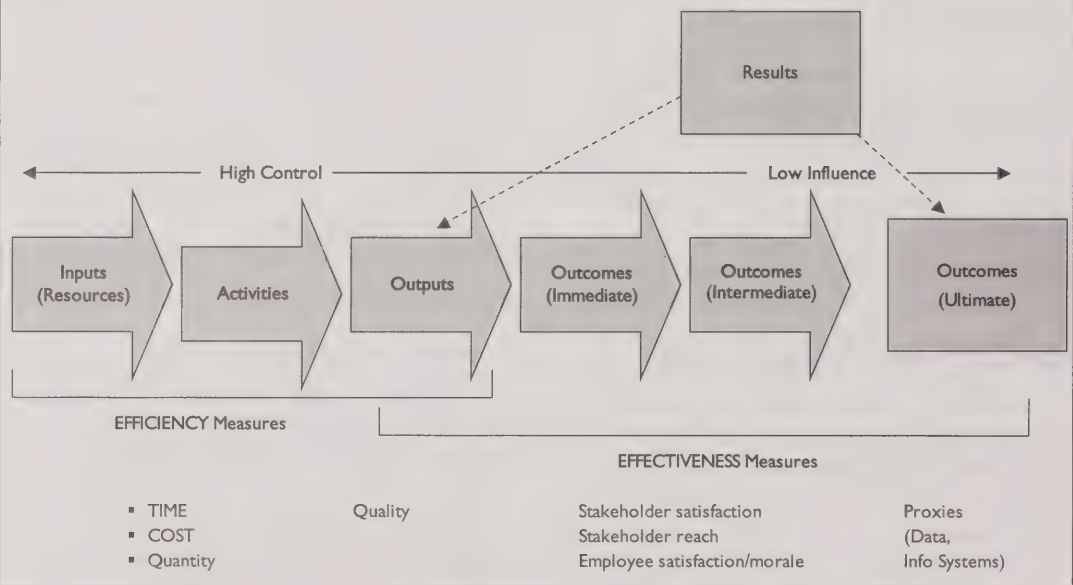 Results
High Control
Low Influence
Inputs
(Resources)
Activities
Outputs
Outcomes
(Immediate)
Outcomes
(Intermediate)
Outcomes
(Ultimate)
EFFICIENCY Measures
EFFECTIVENESS Measures
▪ TIME
▪ COST
▪ Quantity
Quality
Stakeholder satisfaction
Stakeholder reach
Employee satisfaction/morale
Proxies
(Data,
Info Systems)